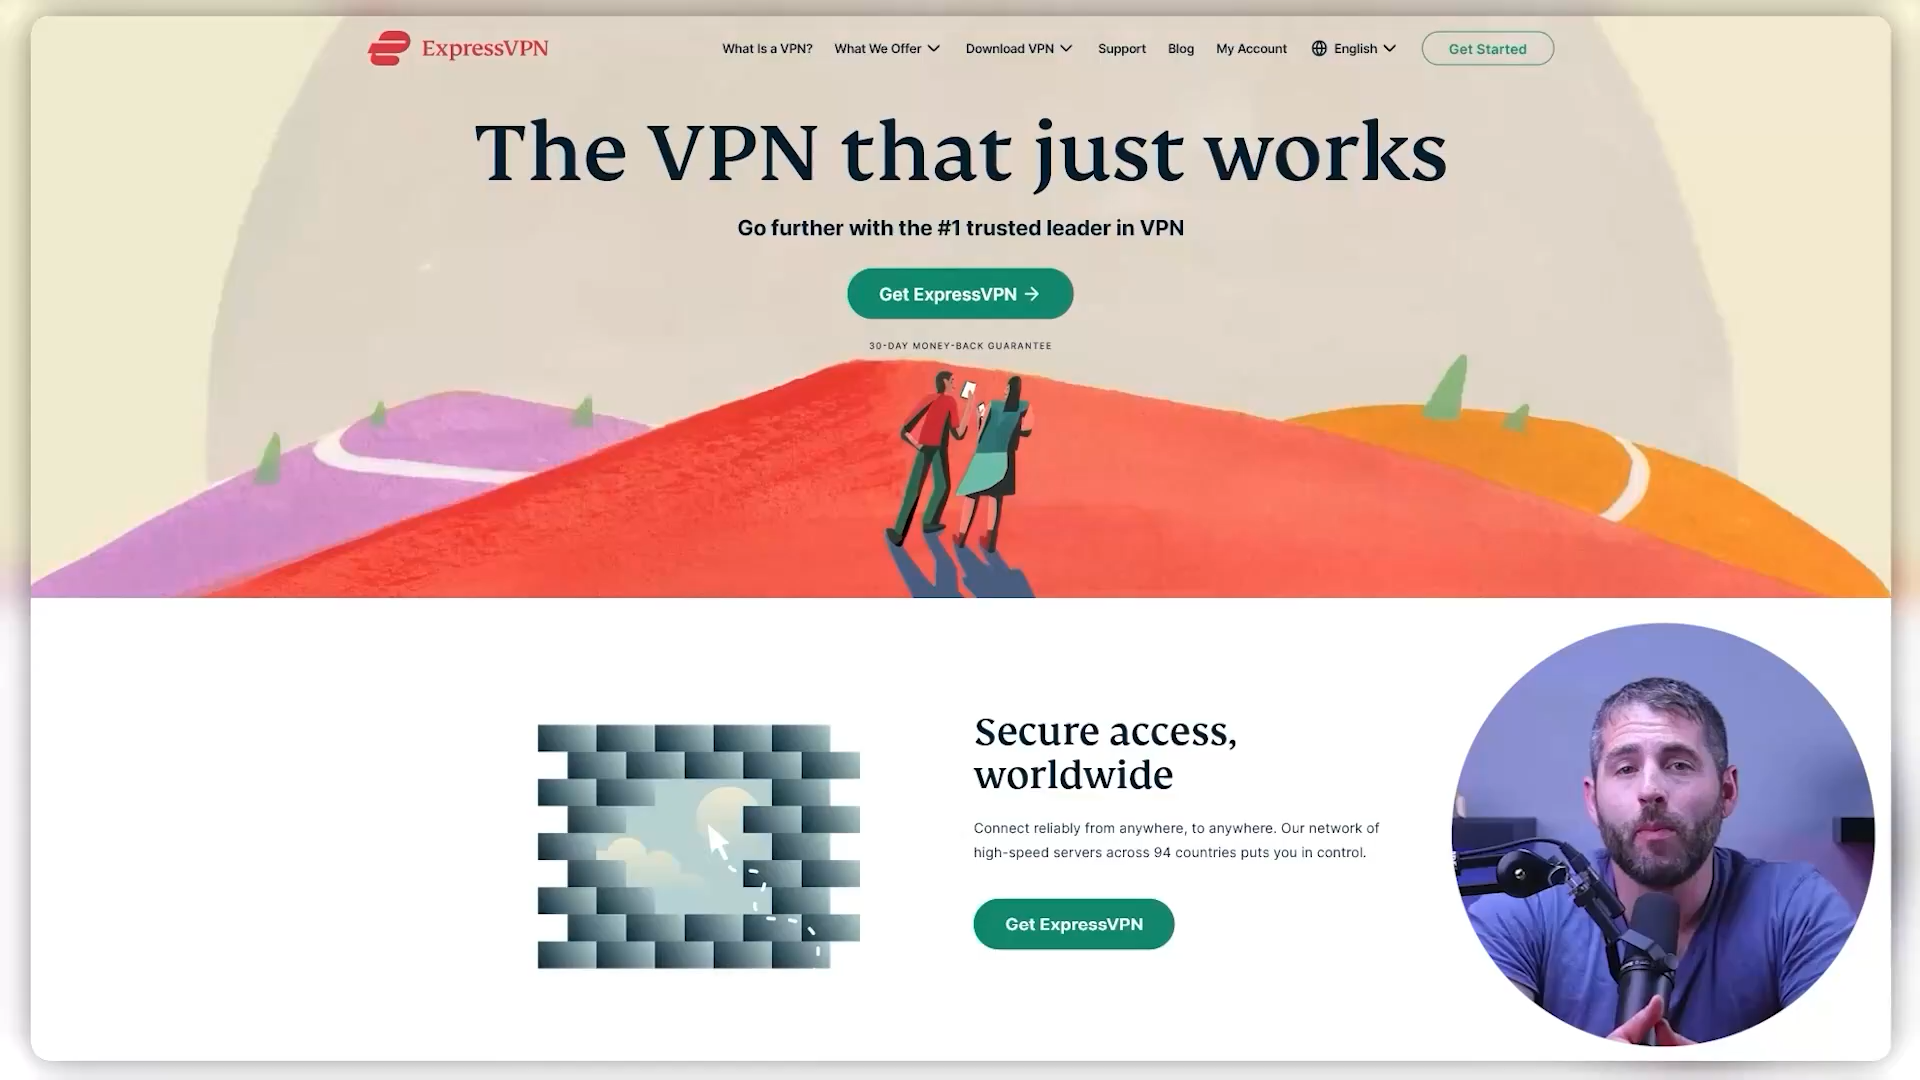 ExpressVPN
What Is a VPN? What We Offer Download VPN Support Blog My Account English Get Started
The VPN that just works
Go further with the #1 trusted leader in VPN
Get ExpressVPN →
30-DAY MONEY-BACK GUARANTEE
Secure access,
worldwide
Connect reliably from anywhere, to anywhere. Our network of
high-speed servers across 94 countries puts you in control.
Get ExpressVPN